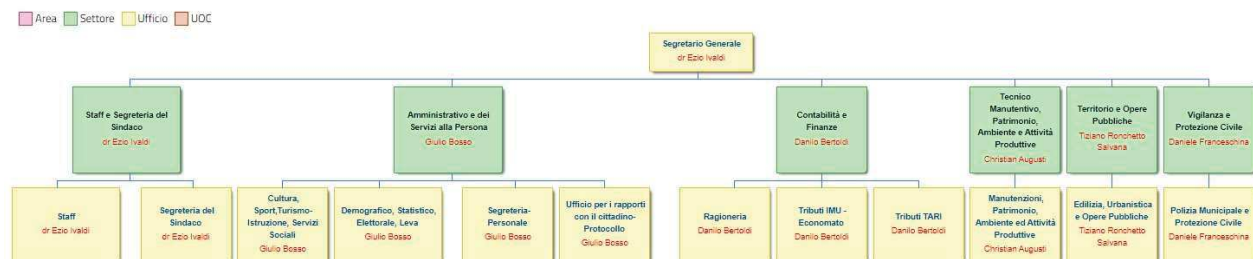 Area Settore Ufficio UOC
Segretario Generale
dr Ezio Ivaldi
Staff e Segreteria del
Sindaco
dr Ezio Ivaldi
Amministrativo e dei
Servizi alla Persona
Giulio Bosso
Contabilità e
Finanze
Danilo Bertoldi
Tecnico
Manutentivo,
Patrimonio,
Ambiente e Attività
Produttive
Christian Augusti
Territorio e Opere
Pubbliche
Tiziano Ronchetto
Salvana
Vigilanza e
Protezione Civile
Daniele Franceschina
Staff
dr Ezio Ivaldi
Segreteria del
Sindaco
dr Ezio Ivaldi
Cultura,
Sport,Turismo-
Istruzione, Servizi
Sociali
Giulio Bosso
Demografico, Statistico,
Elettorale, Leva
Giulio Bosso
Segreteria-
Personale
Giulio Bosso
Ufficio per i rapporti
con il cittadino-
Protocollo
Giulio Bosso
Ragioneria
Danilo Bertoldi
Tributi IMU -
Economato
Danilo Bertoldi
Tributi TARI
Danilo Bertoldi
Manutenzioni,
Patrimonio,
Ambiente ed Attività
Produttive
Christian Augusti
Edilizia, Urbanistica
e Opere Pubbliche
Tiziano Ronchetto
Salvana
Polizia Municipale e
Protezione Civile
Daniele Franceschina